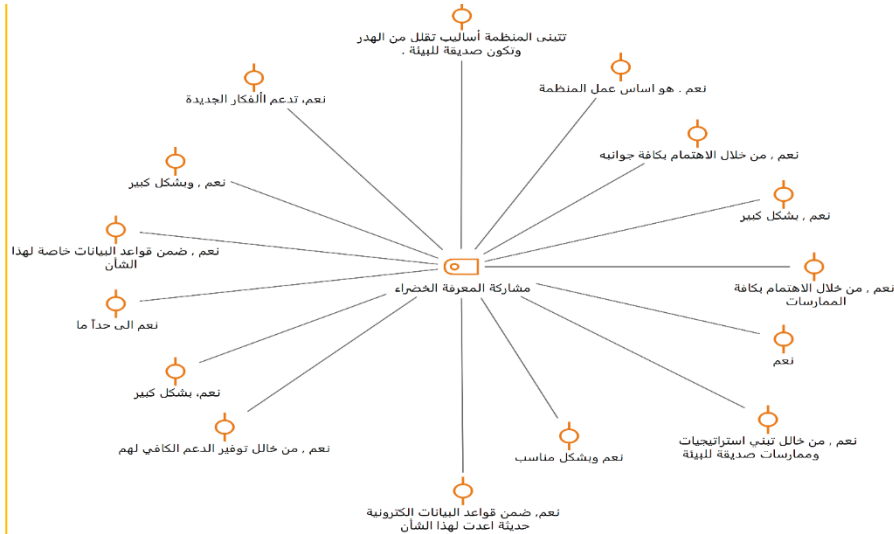 تتبنى المنظمة أساليب تقلل من الهدر
وتكون صديقة للبيئة .
نعم . هو اساس عمل المنظمة
نعم، تدعم األفكار الجديدة
نعم , من خلال الاهتمام بكافة جوانبه
نعم , وبشكل كبير
نعم , بشكل كبير
نعم , ضمن قواعد البيانات خاصة لهذا
الشأن
مشاركة المعرفة الخضراء
نعم , من خلال الاهتمام بكافة
الممارسات
نعم الى حداً ما
نعم
نعم، بشكل كبير
نعم , من خالل تبني استراتيجيات
وممارسات صديقة للبيئة
نعم , من خالل توفير الدعم الكافي لهم
نعم وبشكل مناسب
نعم, ضمن قواعد البيانات الكترونية
حديثة اعدت لهذا الشأن